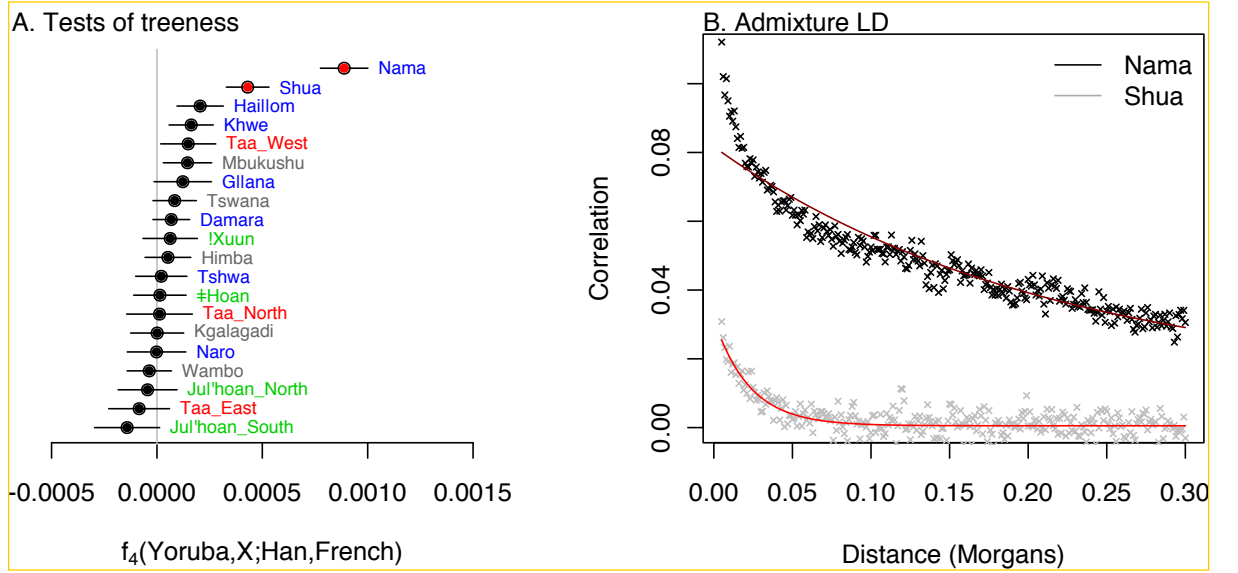 A. Tests of treeness
Nama
Shua
Haillom
Khwe
Taa_West
Mbukushu
Gllana
Tswana
Damara
!Xuun
Himba
Tshwa
ǂHoan
Taa_North
Kgalagadi
Naro
Wambo
Jul'hoan_North
Taa_East
Jul'hoan_South
-0.0005 0.0000 0.0005 0.0010 0.0015
f₄(Yoruba,X;Han,French)
B. Admixture LD
Nama
Shua
Correlation
0.08
0.04
0.00
0.00 0.05 0.10 0.15 0.20 0.25 0.30
Distance (Morgans)